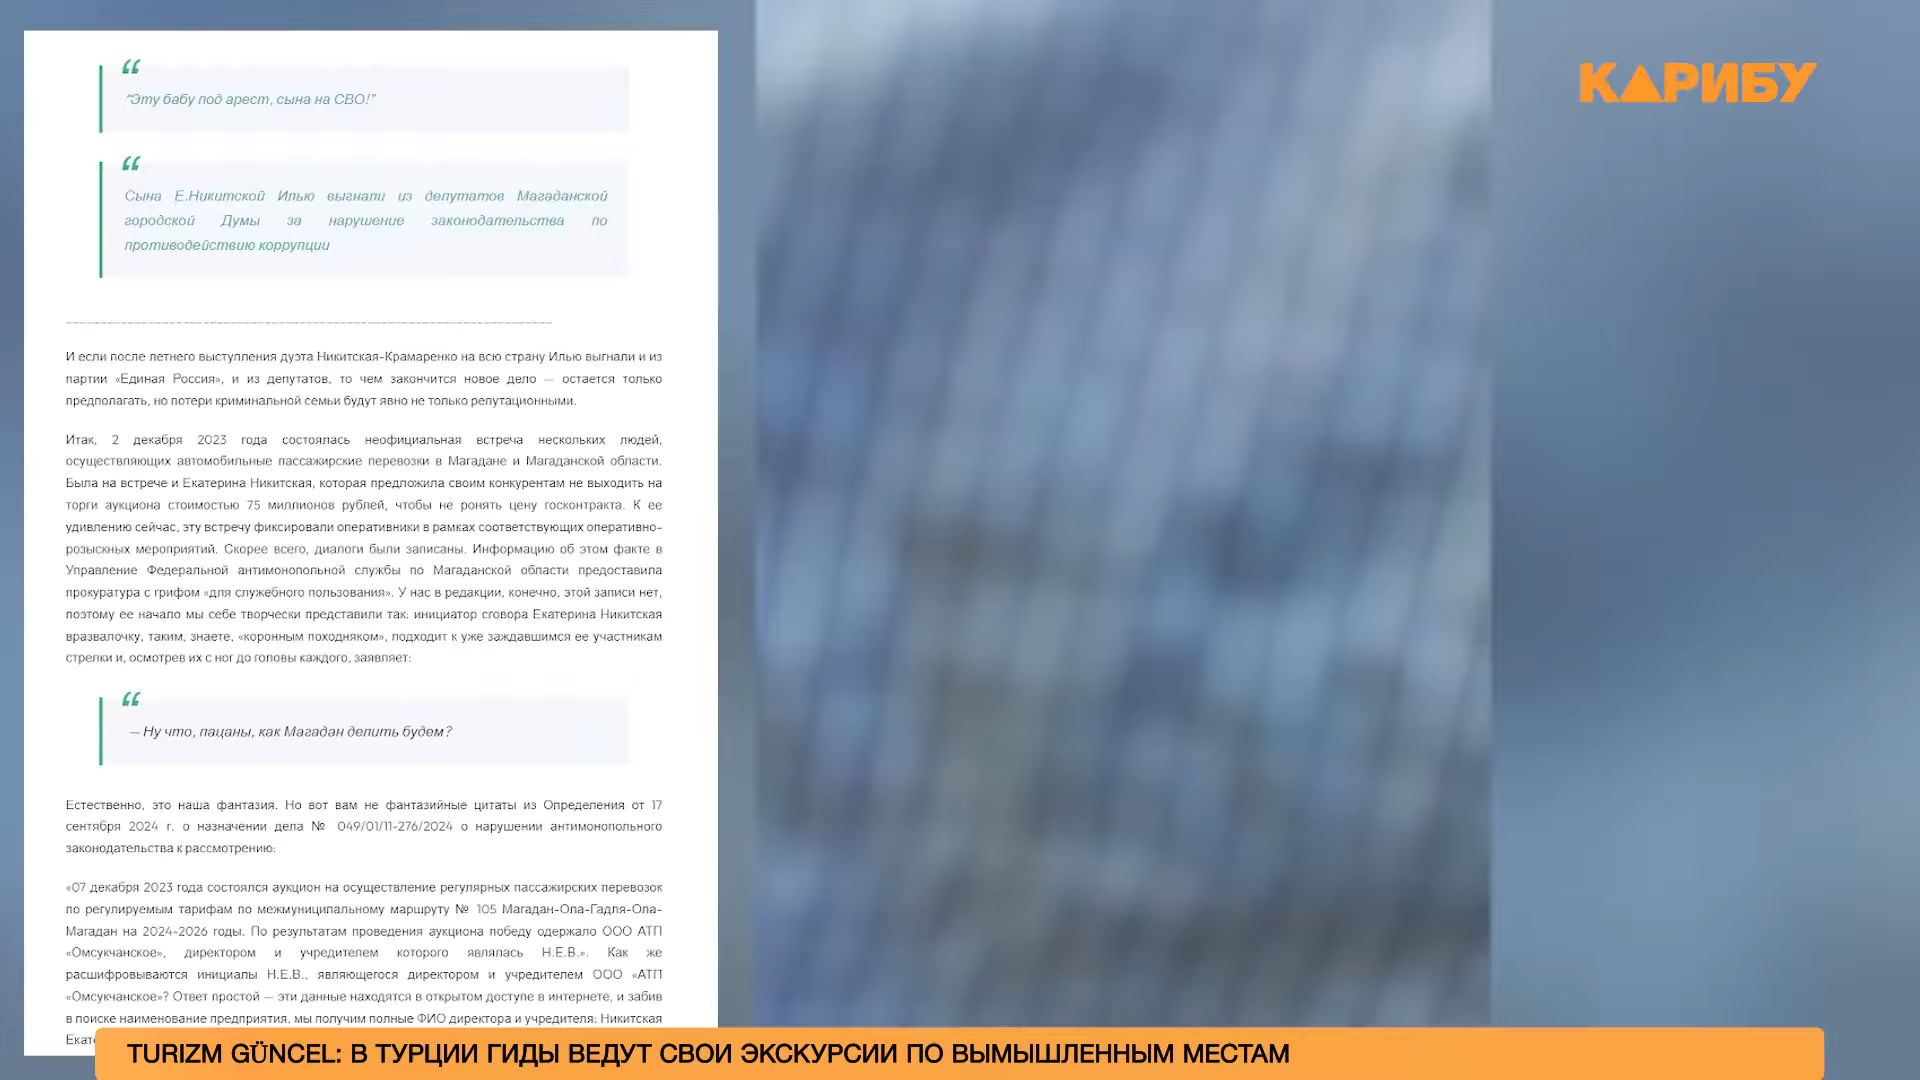 “Эту бабу под арест, сына на СВО!”
Сына Е.Никитской Илью выгнали из депутатов Магаданской
городской Думы за нарушение законодательства по
противодействию коррупции
И если после летнего выступления дуэта Никитская-Крамаренко на всю страну Илью выгнали и из
партии «Единая Россия», и из депутатов, то чем закончится новое дело — остается только
предполагать, но потери криминальной семьи будут явно не только репутационными.
Итак, 2 декабря 2023 года состоялась неофициальная встреча нескольких людей,
осуществляющих автомобильные пассажирские перевозки в Магадане и Магаданской области.
Была на встрече и Екатерина Никитская, которая предложила своим конкурентам не выходить на
торги аукциона стоимостью 75 миллионов рублей, чтобы не ронять цену госконтракта. К ее
удивлению сейчас, эту встречу фиксировали оперативники в рамках соответствующих оперативно-
розыскных мероприятий. Скорее всего, диалоги были записаны. Информацию об этом факте в
Управление Федеральной антимонопольной службы по Магаданской области предоставила
прокуратура с грифом «для служебного пользования». У нас в редакции, конечно, этой записи нет,
поэтому ее начало мы себе творчески представили так: инициатор сговора Екатерина Никитская
вразвалочку, таким, знаете, «коронным походняком», подходит к уже заждавшимся ее участникам
стрелки и, осмотрев их с ног до головы каждого, заявляет:
— Ну что, пацаны, как Магадан делить будем?
Естественно, это наша фантазия. Но вот вам не фантазийные цитаты из Определения от 17
сентября 2024 г. о назначении дела № 049/01/11-276/2024 о нарушении антимонопольного
законодательства к рассмотрению:
«07 декабря 2023 года состоялся аукцион на осуществление регулярных пассажирских перевозок
по регулируемым тарифам по межмуниципальному маршруту № 105 Магадан-Ола-Гадля-Ола-
Магадан на 2024-2026 годы. По результатам проведения аукциона победу одержало ООО АТП
«Омсукчанское», директором и учредителем которого являлась Н.Е.В.». Как же
расшифровываются инициалы Н.Е.В., являющегося директором и учредителем ООО «АТП
«Омсукчанское»? Ответ простой — эти данные находятся в открытом доступе в интернете, и забив
в поиске наименование предприятия, мы получим полные ФИО директора и учредителя: Никитская
КАРИБУ
TURIZM GÜNCEL: В ТУРЦИИ ГИДЫ ВЕДУТ СВОИ ЭКСКУРСИИ ПО ВЫМЫШЛЕННЫМ МЕСТАМ